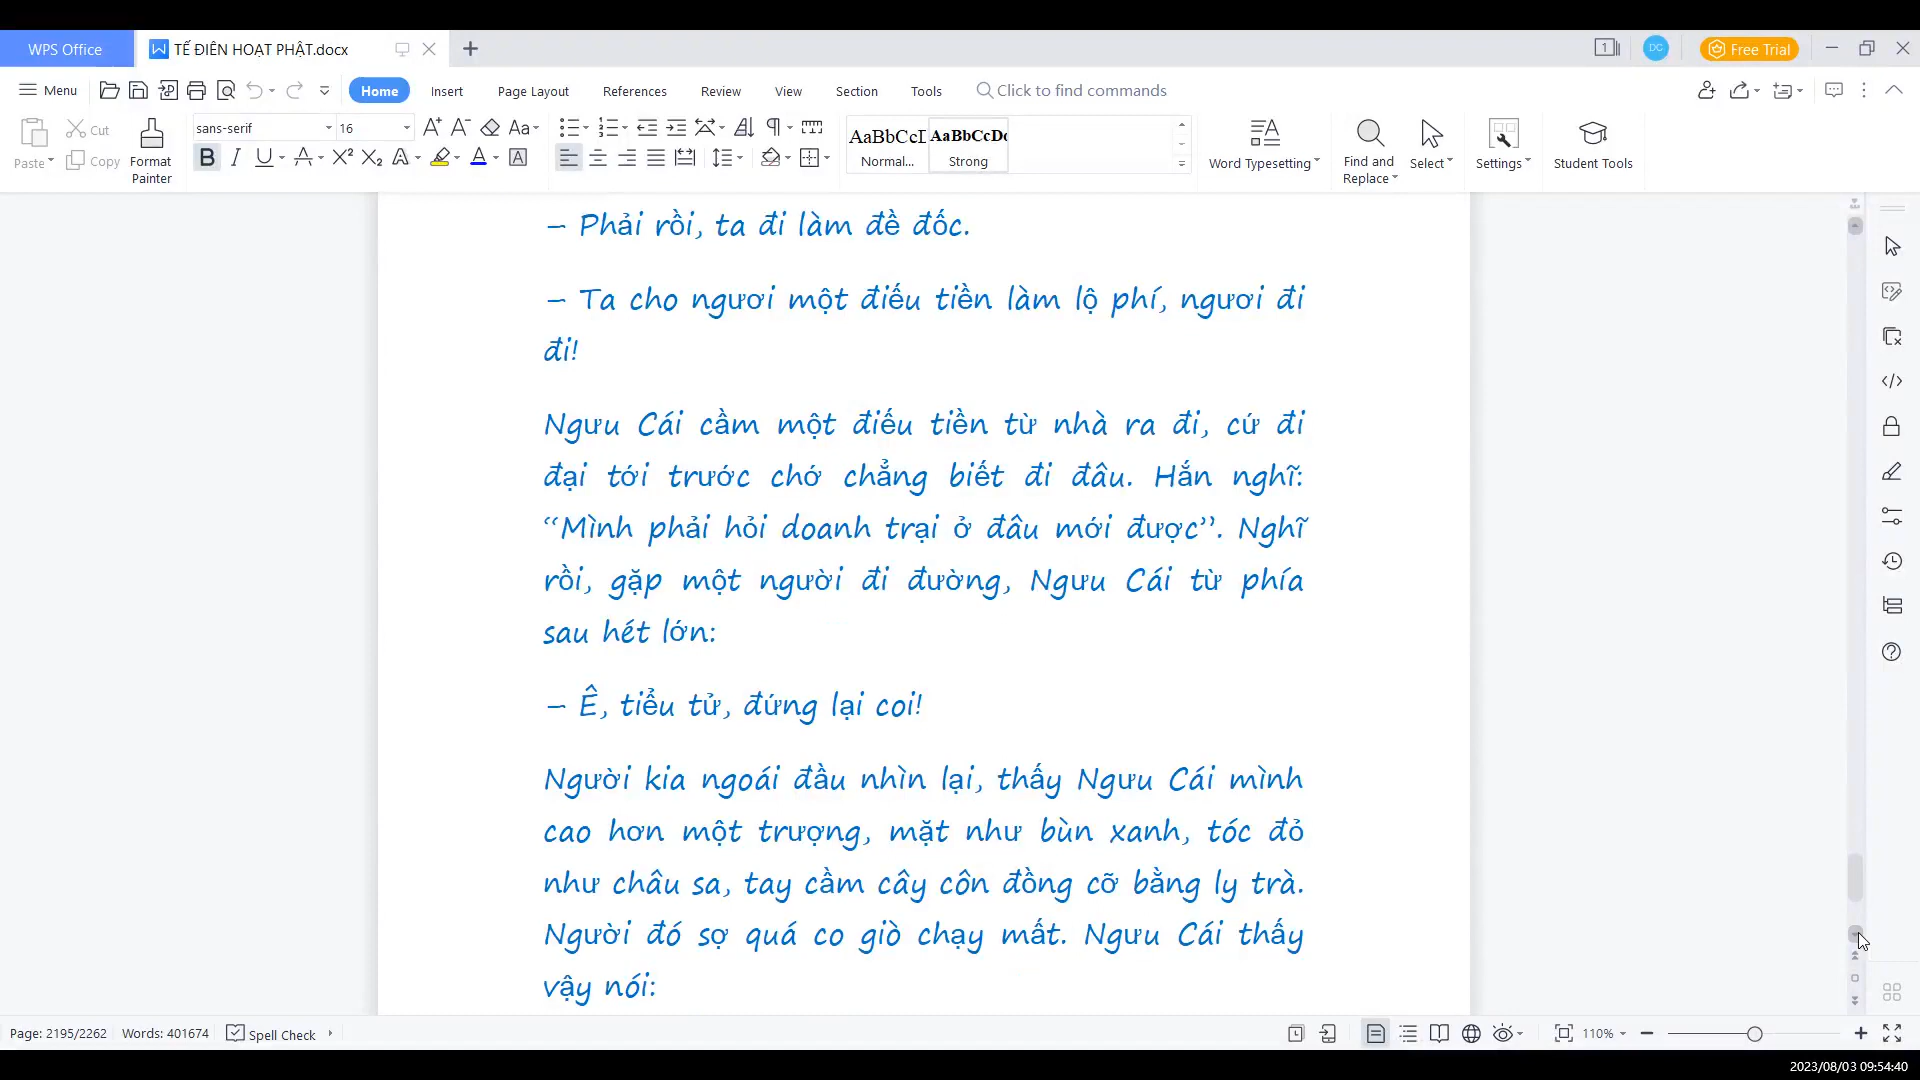 WPS Office
TẾ ĐIÊN HOẠT PHẬT.docx
1
DC
Free Trial
Menu
Home
Insert
Page Layout
References
Review
View
Section
Tools
Click to find commands
Paste
Cut
Copy
Format Painter
sans-serif
16
AaBbCcD
Normal...
AaBbCcDd
Strong
Word Typesetting
Find and Replace
Select
Settings
Student Tools
– Phải rồi, ta đi làm đề đốc.
– Ta cho ngươi một điếu tiền làm lộ phí, ngươi đi
đi!
Ngưu Cái cầm một điếu tiền từ nhà ra đi, cứ đi
đại tới trước chớ chẳng biết đi đâu. Hắn nghĩ:
“Mình phải hỏi doanh trại ở đâu mới được”. Nghĩ
rồi, gặp một người đi đường, Ngưu Cái từ phía
sau hét lớn:
– Ê, tiểu tử, đứng lại coi!
Người kia ngoái đầu nhìn lại, thấy Ngưu Cái mình
cao hơn một trượng, mặt như bùn xanh, tóc đỏ
như châu sa, tay cầm cây côn đồng cỡ bằng ly trà.
Người đó sợ quá co giò chạy mất. Ngưu Cái thấy
vậy nói:
Page: 2195/2262
Words: 401674
Spell Check
110%
2023/08/03 09:54:40